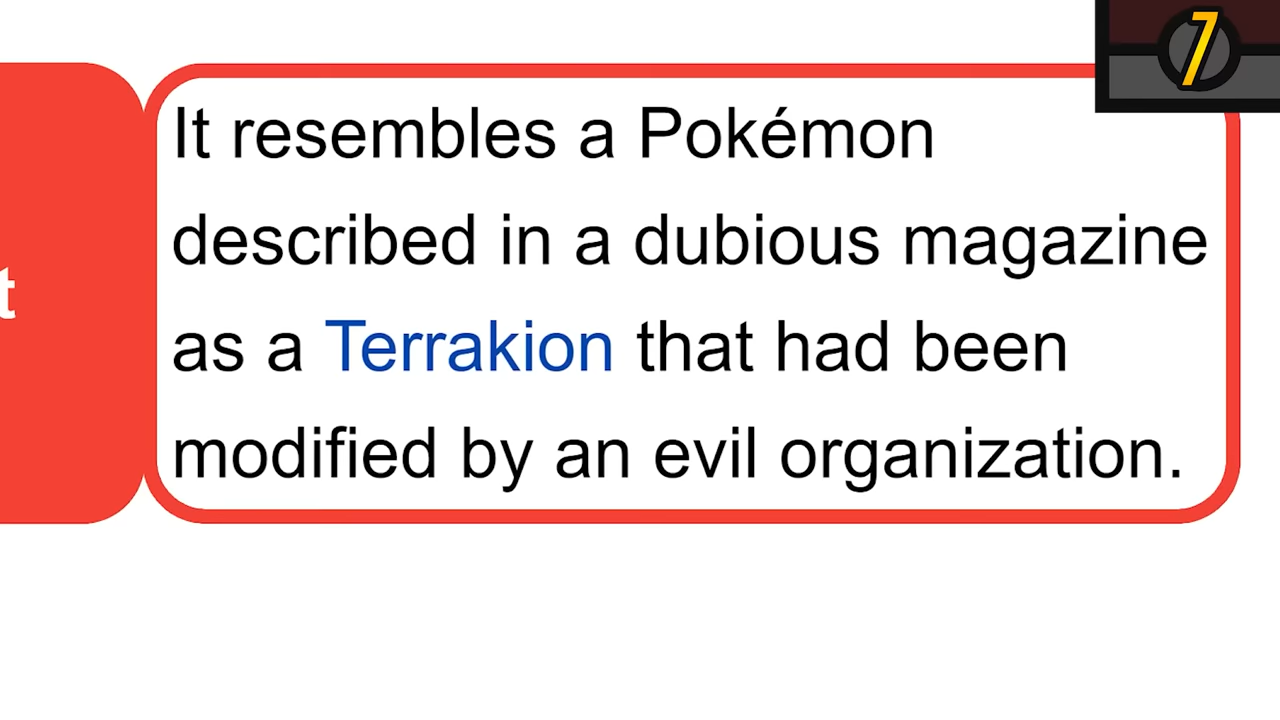 7
It resembles a Pokémon
described in a dubious magazine
t
as a Terrakion that had been
modified by an evil organization.